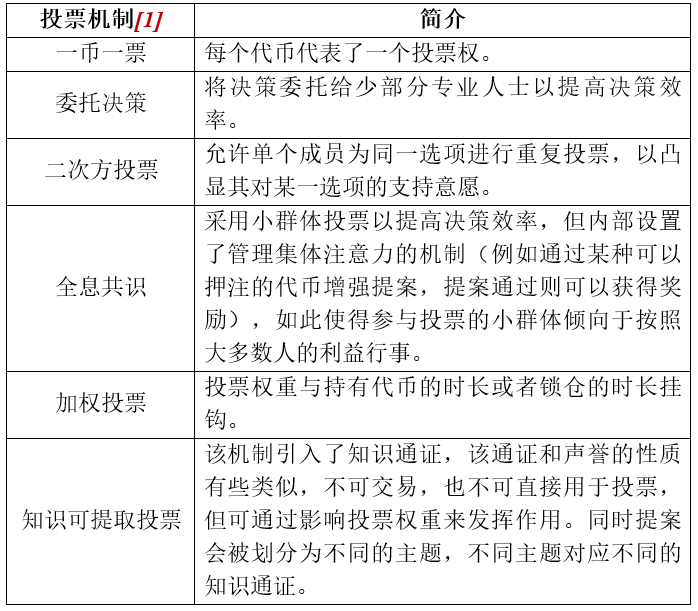 投票机制[1] 简介
一币一票 每个代币代表了一个投票权。
委托决策 将决策委托给少部分专业人士以提高决策效
率。
二次方投票 允许单个成员为同一选项进行重复投票，以凸
显其对某一选项的支持意愿。
全息共识 采用小群体投票以提高决策效率，但内部设置
了管理集体注意力的机制（例如通过某种可以
押注的代币增强提案，提案通过则可以获得奖
励），如此使得参与投票的小群体倾向于按照
大多数人的利益行事。
加权投票 投票权重与持有代币的时长或者锁仓的时长挂
钩。
知识可提取投票 该机制引入了知识通证，该通证和声誉的性质
有些类似，不可交易，也不可直接用于投票，
但可通过影响投票权重来发挥作用。同时提案
会被划分为不同的主题，不同主题对应不同的
知识通证。